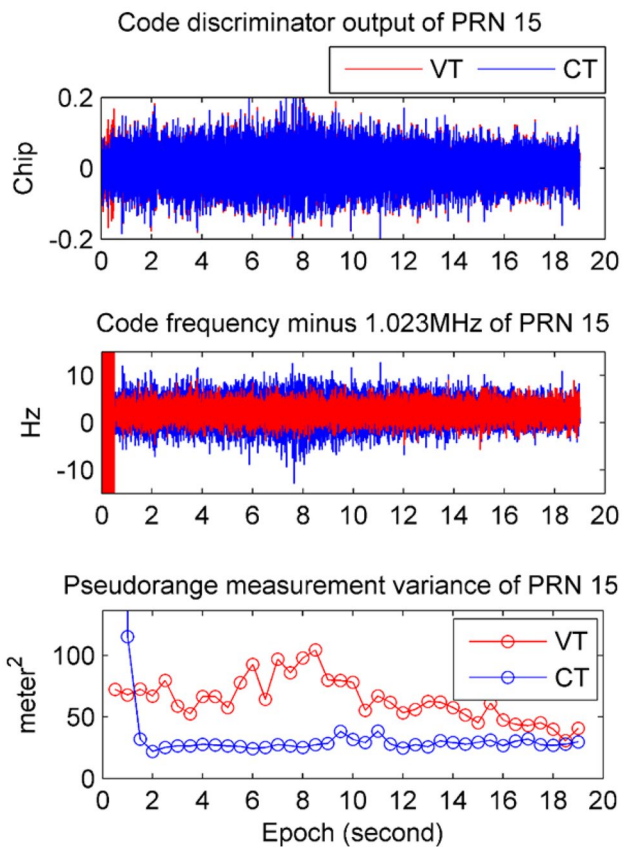 Code discriminator output of PRN 15
VT CT
0.2
0
-0.2
Chip
0 2 4 6 8 10 12 14 16 18 20
Code frequency minus 1.023MHz of PRN 15
10
0
-10
Hz
0 2 4 6 8 10 12 14 16 18 20
Pseudorange measurement variance of PRN 15
VT
CT
100
50
0
meter²
0 2 4 6 8 10 12 14 16 18 20
Epoch (second)